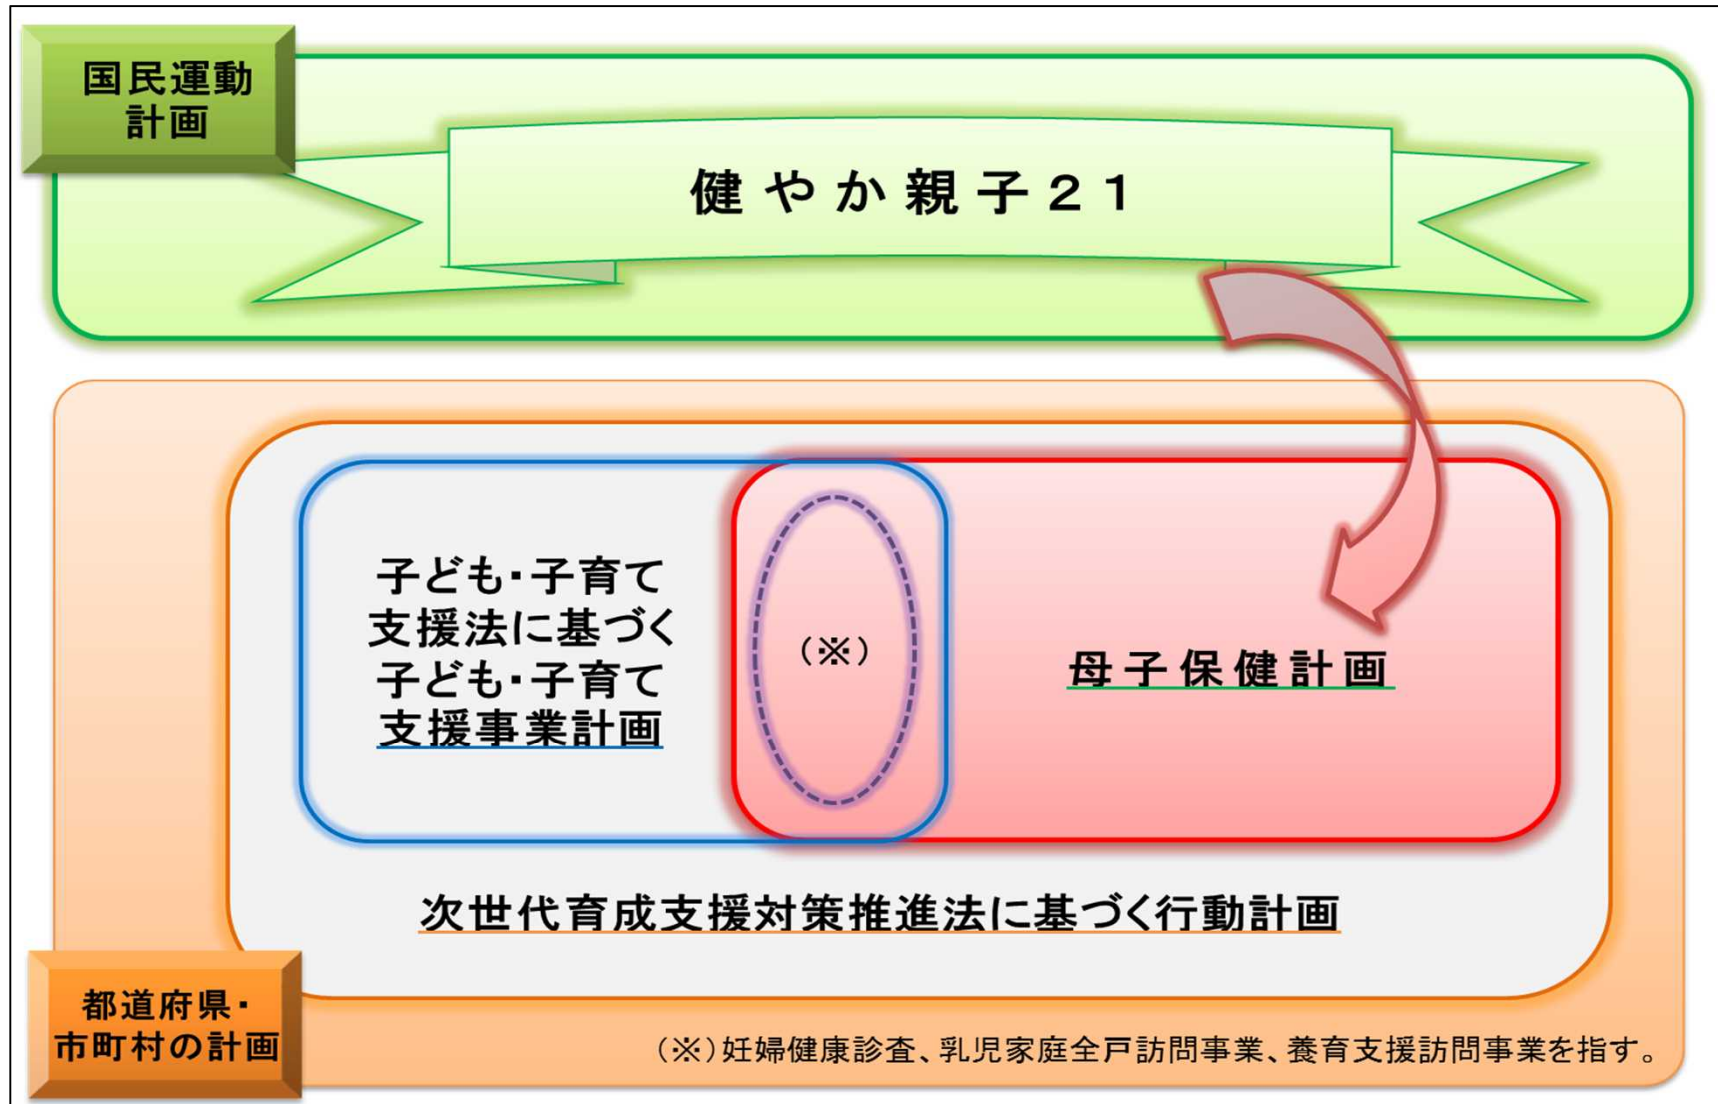 国民運動
計画
健やか親子２１
子ども・子育て
支援法に基づく
子ども・子育て
支援事業計画
（※）
母子保健計画
次世代育成支援対策推進法に基づく行動計画
都道府県・
市町村の計画
（※）妊婦健康診査、乳児家庭全戸訪問事業、養育支援訪問事業を指す。